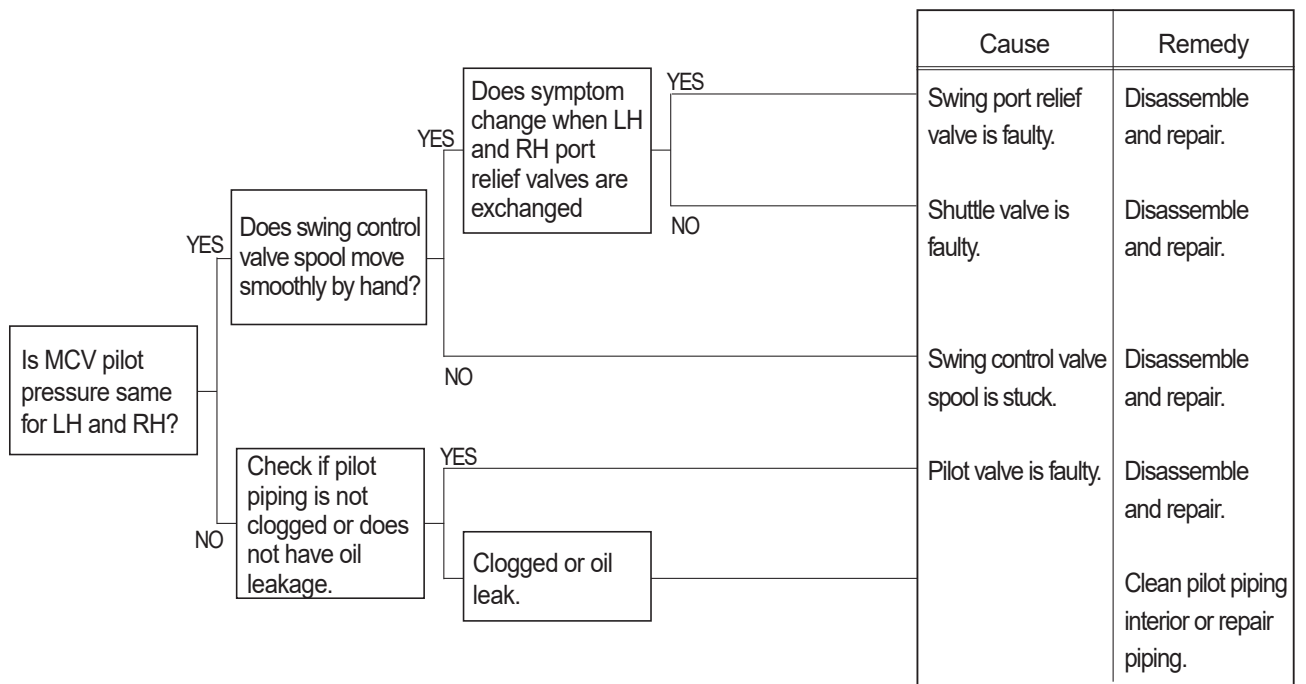 Is MCV pilot
pressure same
for LH and RH?
YES
NO
Does swing control
valve spool move
smoothly by hand?
YES
NO
Does symptom
change when LH
and RH port
relief valves are
exchanged
YES
NO
Check if pilot
piping is not
clogged or does
not have oil
leakage.
YES
Clogged or oil
leak.
Cause
Remedy
Swing port relief
valve is faulty.
Disassemble
and repair.
Shuttle valve is
faulty.
Disassemble
and repair.
Swing control valve
spool is stuck.
Disassemble
and repair.
Pilot valve is faulty.
Disassemble
and repair.
Clean pilot piping
interior or repair
piping.